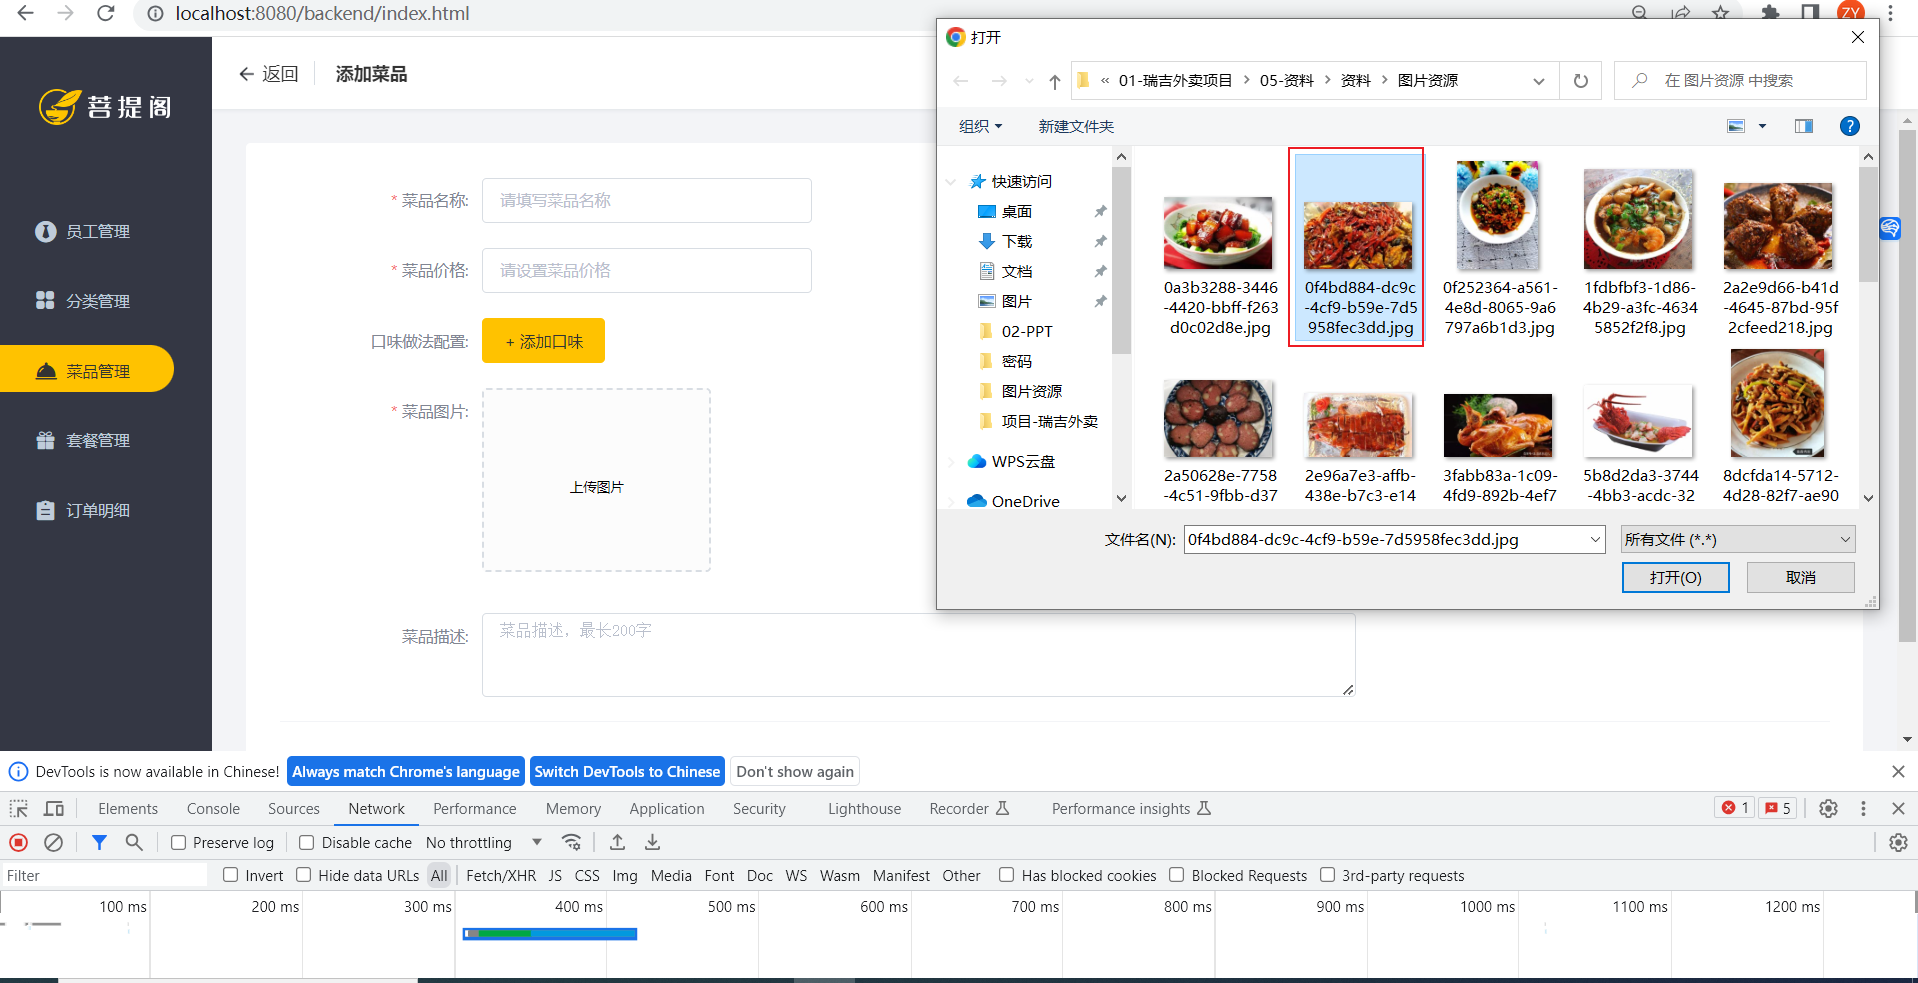 localhost:8080/backend/index.html
ZY
菩提阁
员工管理
分类管理
菜品管理
套餐管理
订单明细
返回
添加菜品
* 菜品名称:
请填写菜品名称
* 菜品价格:
请设置菜品价格
口味做法配置:
+ 添加口味
* 菜品图片:
上传图片
菜品描述:
菜品描述，最长200字
打开
« 01-瑞吉外卖项目 › 05-资料 › 资料 › 图片资源
在 图片资源 中搜索
组织
新建文件夹
?
快速访问
桌面
下载
文档
图片
02-PPT
密码
图片资源
项目-瑞吉外卖
WPS云盘
OneDrive
0a3b3288-3446
-4420-bbff-f263
d0c02d8e.jpg
0f4bd884-dc9c
-4cf9-b59e-7d5
958fec3dd.jpg
0f252364-a561-
4e8d-8065-9a6
797a6b1d3.jpg
1fdbfbf3-1d86-
4b29-a3fc-4634
5852f2f8.jpg
2a2e9d66-b41d
-4645-87bd-95f
2cfeed218.jpg
2a50628e-7758
-4c51-9fbb-d37
2e96a7e3-affb-
438e-b7c3-e14
3fabb83a-1c09-
4fd9-892b-4ef7
5b8d2da3-3744
-4bb3-acdc-32
8dcfda14-5712-
4d28-82f7-ae90
文件名(N):
0f4bd884-dc9c-4cf9-b59e-7d5958fec3dd.jpg
所有文件 (*.*)
打开(O)
取消
DevTools is now available in Chinese!
Always match Chrome's language
Switch DevTools to Chinese
Don't show again
Elements
Console
Sources
Network
Performance
Memory
Application
Security
Lighthouse
Recorder
Performance insights
1
5
Preserve log
Disable cache
No throttling
Filter
Invert
Hide data URLs
All
Fetch/XHR
JS
CSS
Img
Media
Font
Doc
WS
Wasm
Manifest
Other
Has blocked cookies
Blocked Requests
3rd-party requests
100 ms
200 ms
300 ms
400 ms
500 ms
600 ms
700 ms
800 ms
900 ms
1000 ms
1100 ms
1200 ms